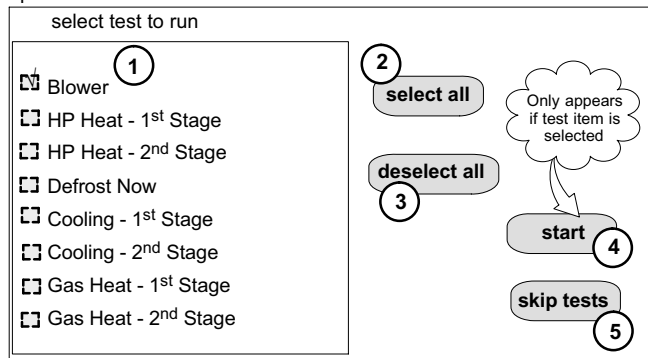 select test to run
1
Blower
HP Heat - 1st Stage
HP Heat - 2nd Stage
Defrost Now
Cooling - 1st Stage
Cooling - 2nd Stage
Gas Heat - 1st Stage
Gas Heat - 2nd Stage
2
select all
deselect all
3
Only appears
if test item is
selected
start
4
skip tests
5